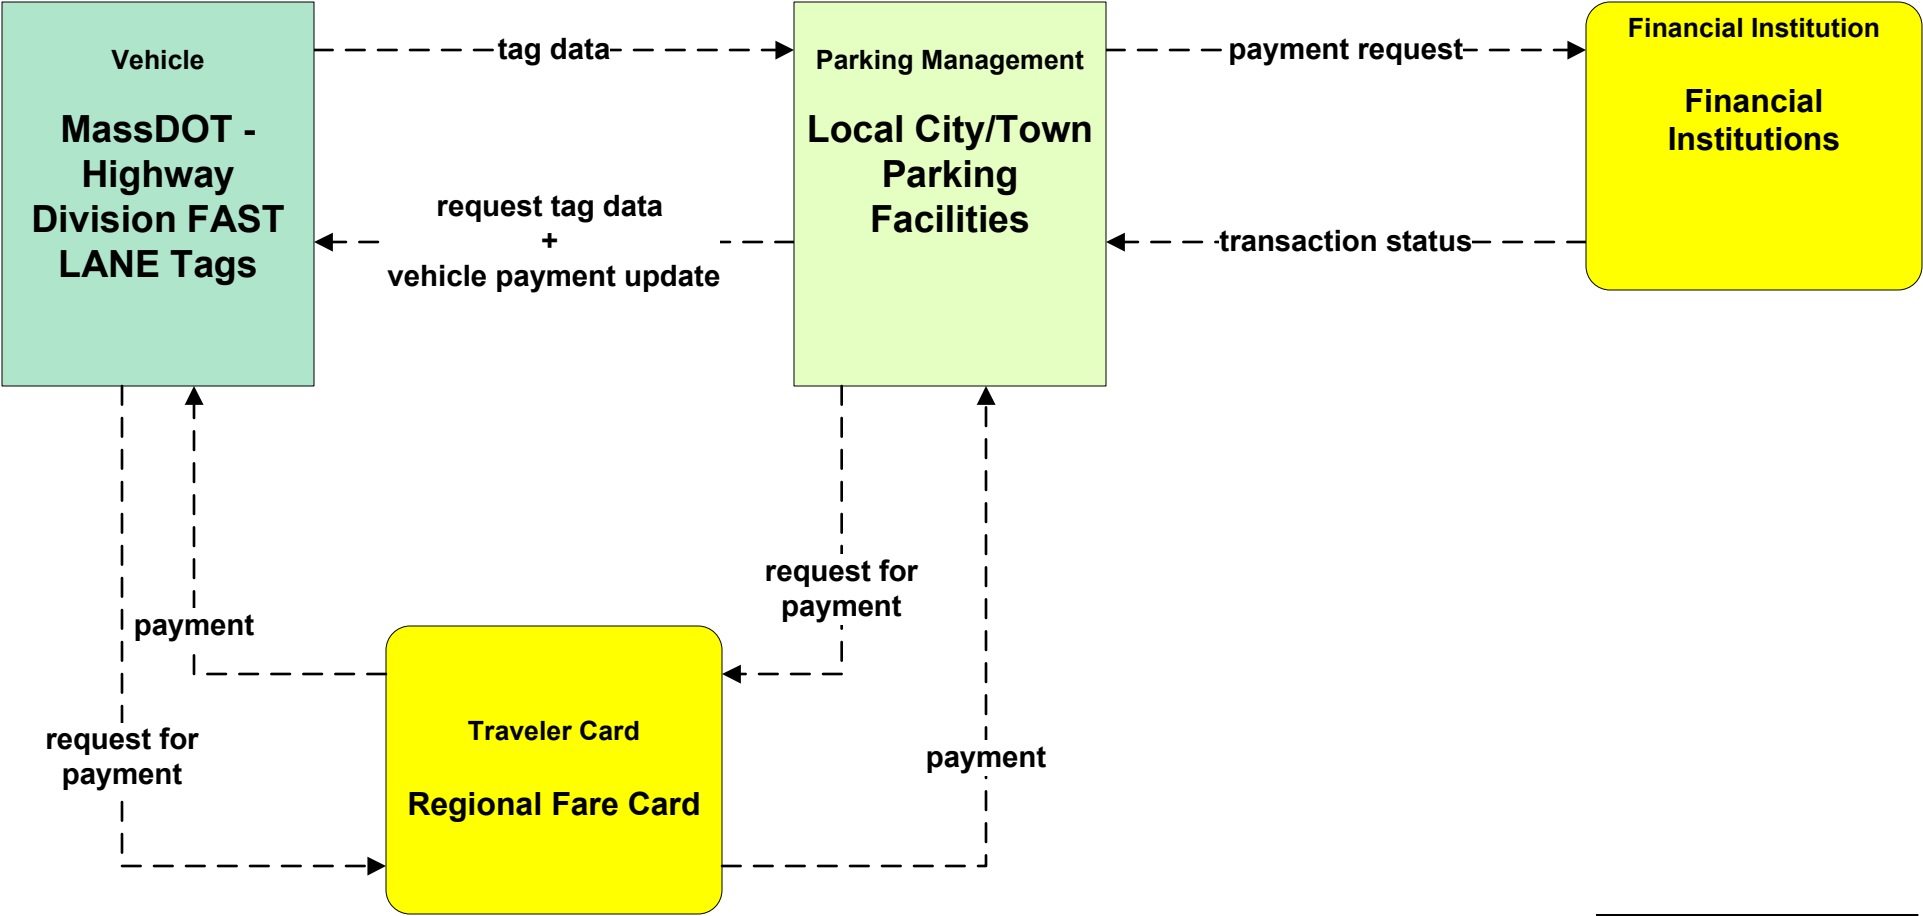 Vehicle
MassDOT -
Highway
Division FAST
LANE Tags
tag data
request tag data
+
vehicle payment update
Parking Management
Local City/Town
Parking
Facilities
payment request
transaction status
Financial Institution
Financial
Institutions
payment
request for
payment
request for
payment
Traveler Card
Regional Fare Card
payment